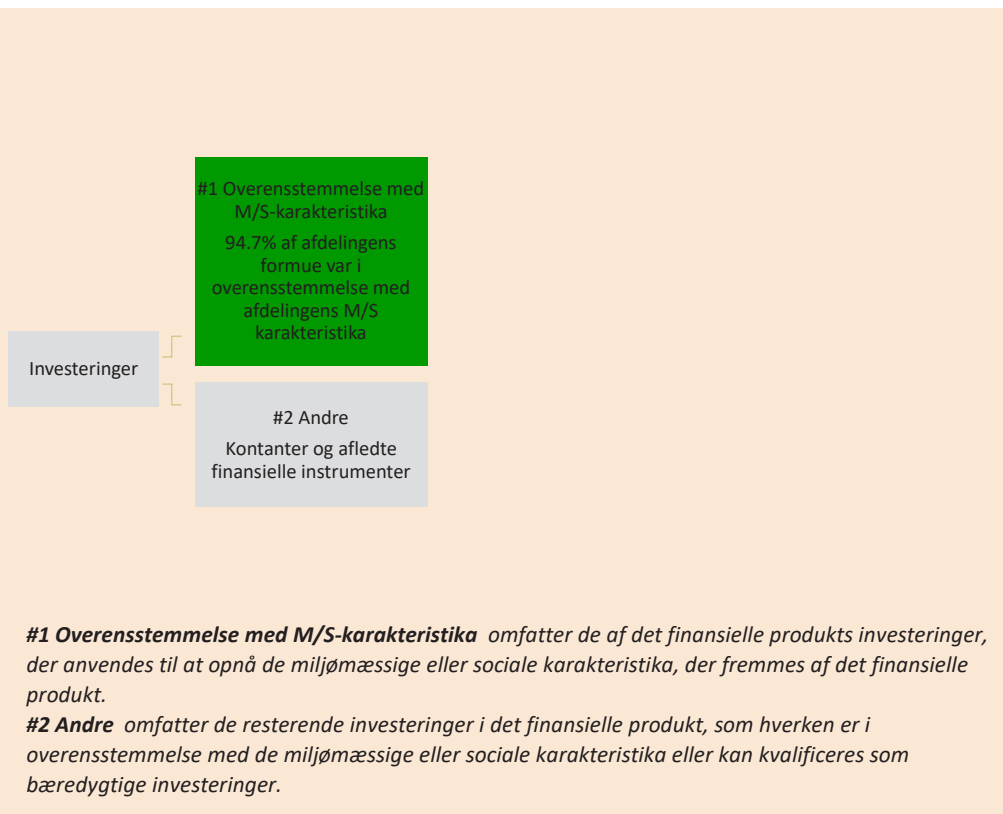 #1 Overensstemmelse med
M/S-karakteristika
94.7% af afdelingens
formue var i
overensstemmelse med
afdelingens M/S
karakteristika
Investeringer
#2 Andre
Kontanter og afledte
finansielle instrumenter
#1 Overensstemmelse med M/S-karakteristika omfatter de af det finansielle produkts investeringer,
der anvendes til at opnå de miljømæssige eller sociale karakteristika, der fremmes af det finansielle
produkt.
#2 Andre omfatter de resterende investeringer i det finansielle produkt, som hverken er i
overensstemmelse med de miljømæssige eller sociale karakteristika eller kan kvalificeres som
bæredygtige investeringer.